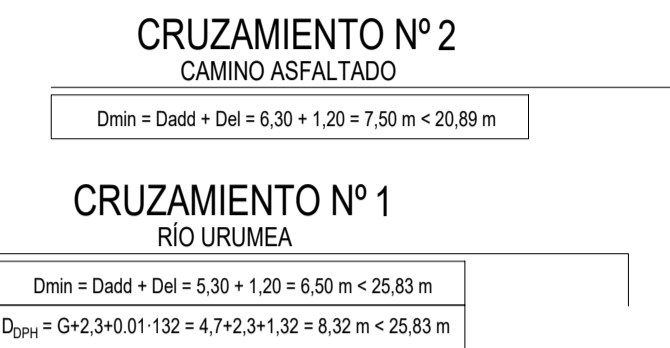 CRUZAMIENTO Nº 2
CAMINO ASFALTADO
Dmin = Dadd + Del = 6,30 + 1,20 = 7,50 m < 20,89 m
CRUZAMIENTO Nº 1
RÍO URUMEA
Dmin = Dadd + Del = 5,30 + 1,20 = 6,50 m < 25,83 m
D_DPH = G+2,3+0.01·132 = 4,7+2,3+1,32 = 8,32 m < 25,83 m